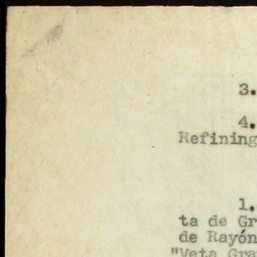 3.
4.
Refining
1.
ta de Gr
de Rayón
"Veta Gra